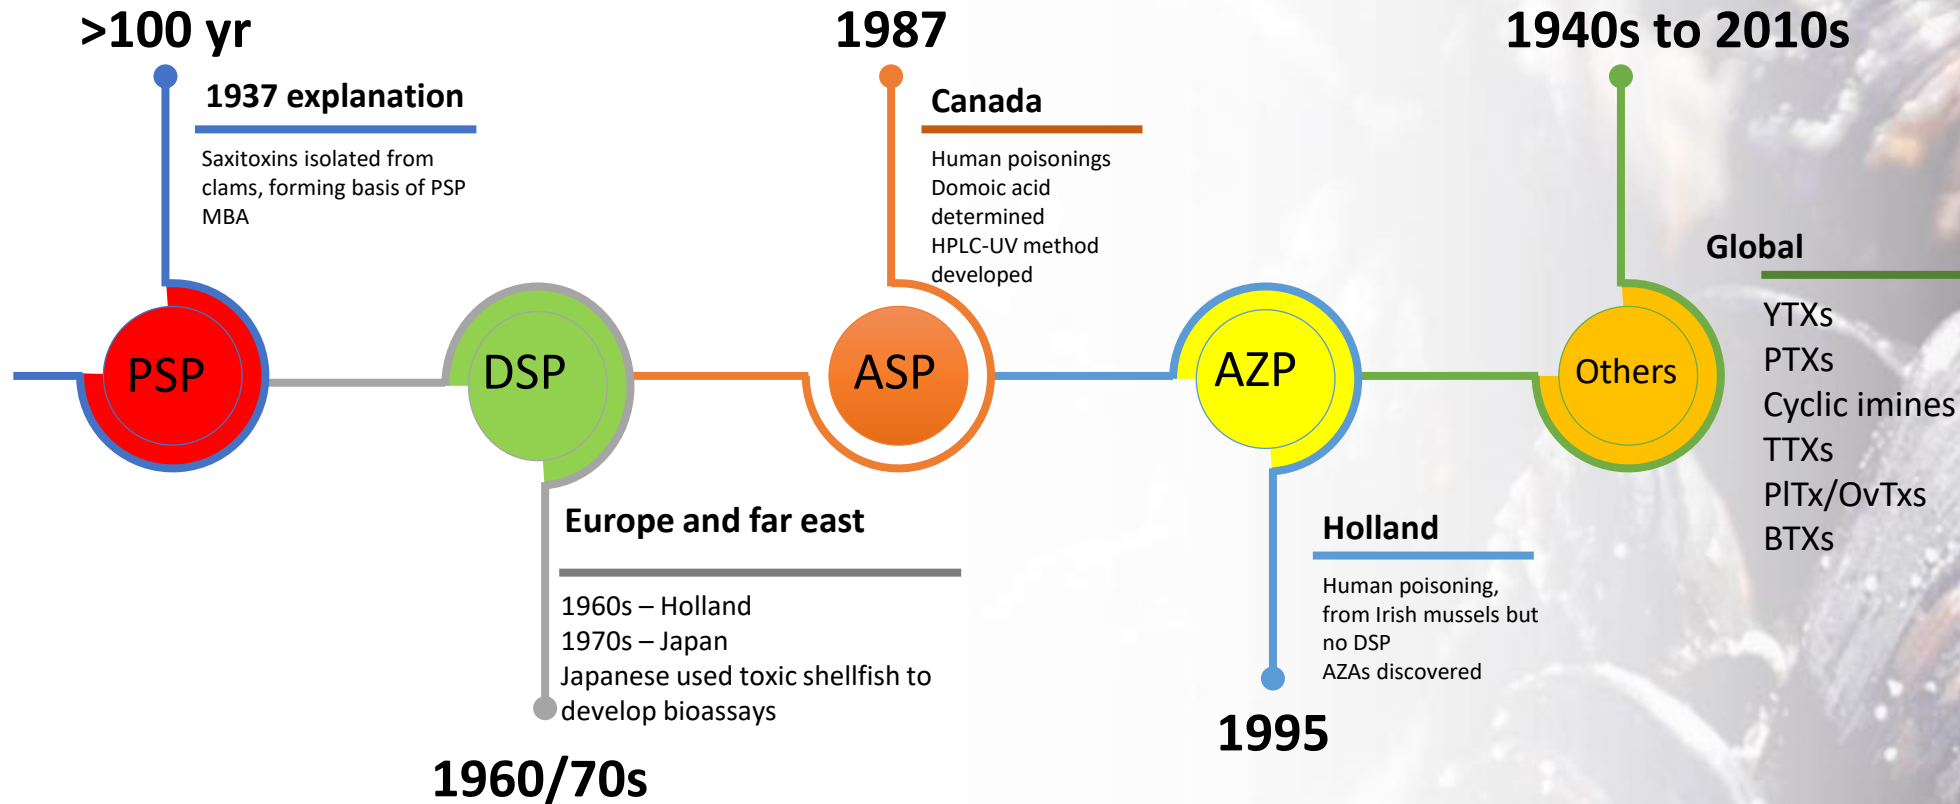 >100 yr
1937 explanation
Saxitoxins isolated from
clams, forming basis of PSP
MBA
PSP
DSP
Europe and far east
1960s – Holland
1970s – Japan
Japanese used toxic shellfish to
develop bioassays
1960/70s
1987
Canada
Human poisonings
Domoic acid
determined
HPLC-UV method
developed
ASP
AZP
Holland
Human poisoning,
from Irish mussels but
no DSP
AZAs discovered
1995
1940s to 2010s
Others
Global
YTXs
PTXs
Cyclic imines
TTXs
PlTx/OvTxs
BTXs